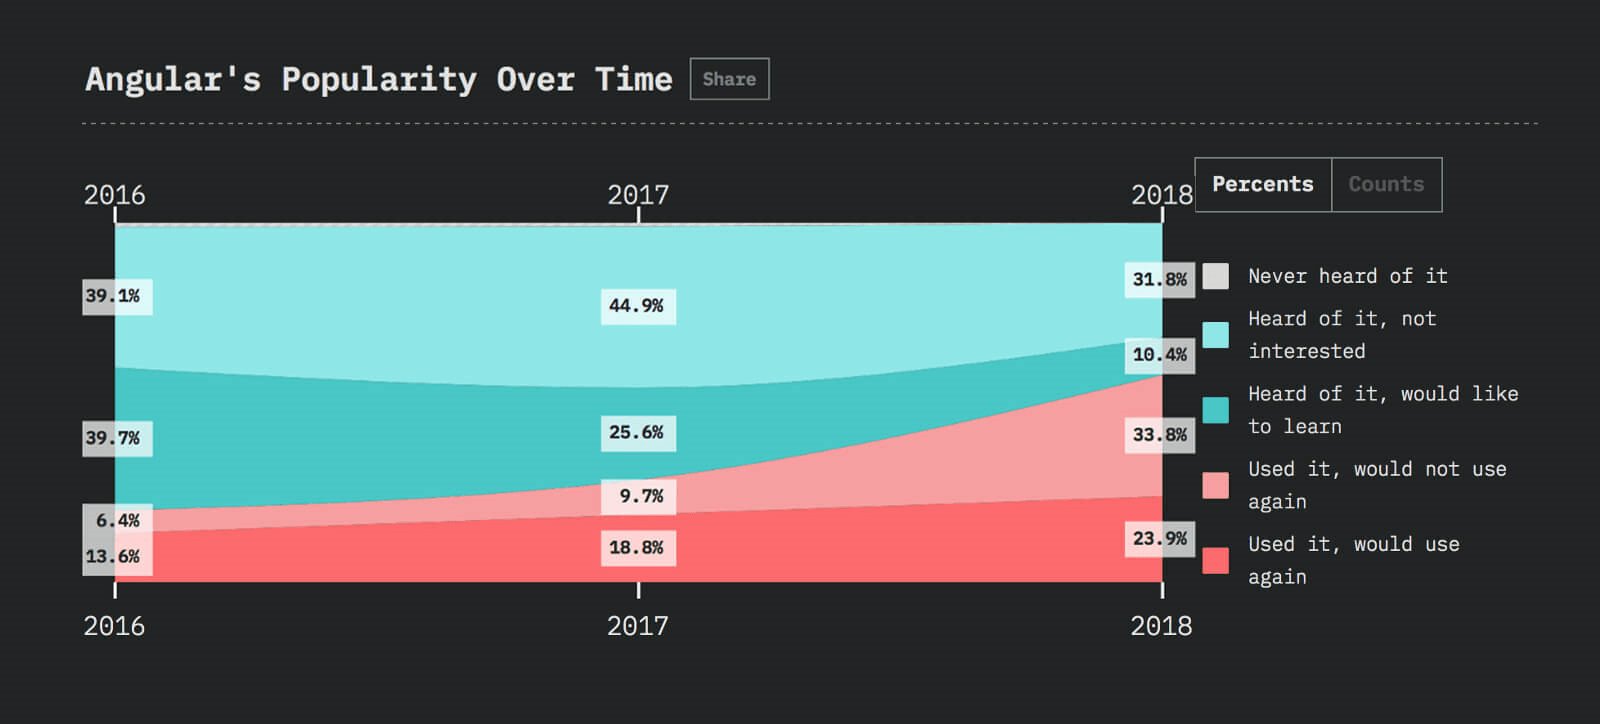 Angular's Popularity Over Time
Share
Percents
Counts
2016
2017
2018
39.1%
39.7%
6.4%
13.6%
44.9%
25.6%
9.7%
18.8%
31.8%
10.4%
33.8%
23.9%
Never heard of it
Heard of it, not
interested
Heard of it, would like
to learn
Used it, would not use
again
Used it, would use
again
2016
2017
2018